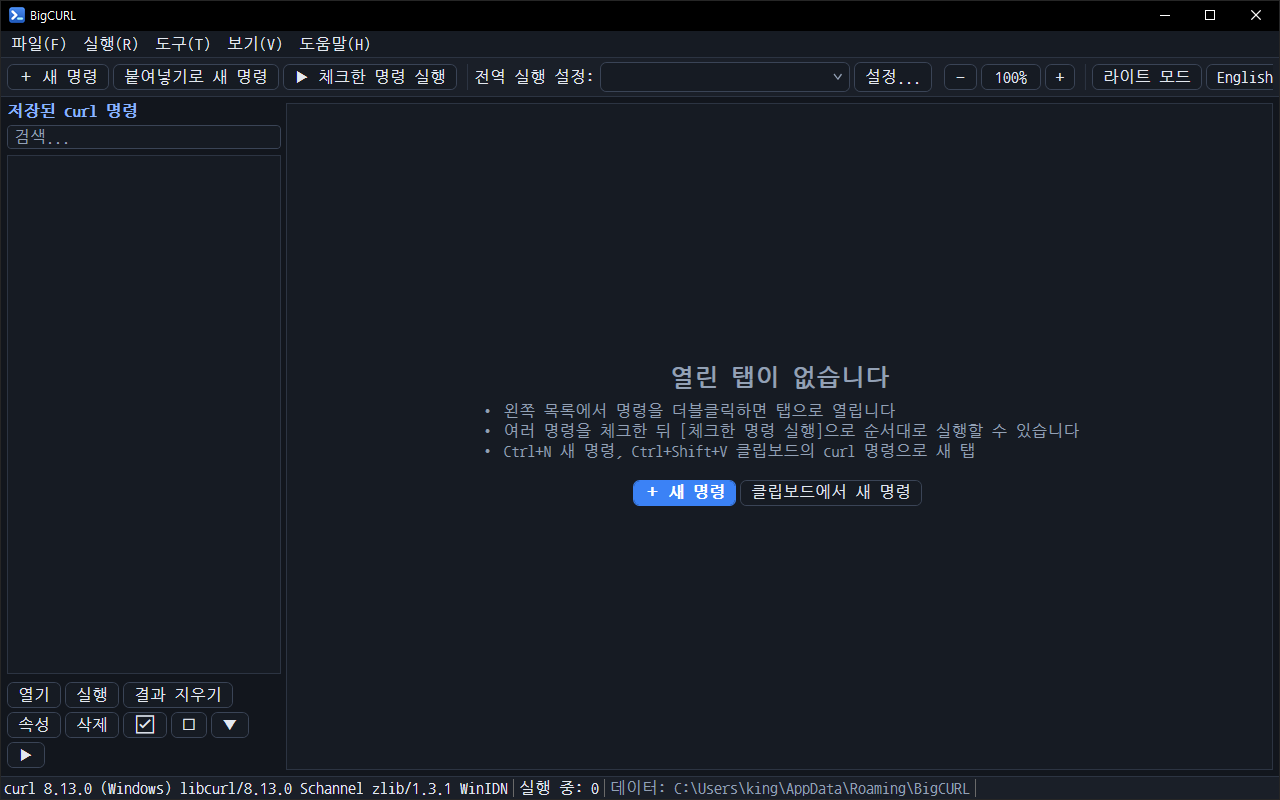 BigCURL
파일(F) 실행(R) 도구(T) 보기(V) 도움말(H)
+ 새 명령 붙여넣기로 새 명령 ▶ 체크한 명령 실행 전역 실행 설정: 설정... − 100% + 라이트 모드 English
저장된 curl 명령
검색...
열린 탭이 없습니다
• 왼쪽 목록에서 명령을 더블클릭하면 탭으로 열립니다
• 여러 명령을 체크한 뒤 [체크한 명령 실행]으로 순서대로 실행할 수 있습니다
• Ctrl+N 새 명령, Ctrl+Shift+V 클립보드의 curl 명령으로 새 탭
+ 새 명령 클립보드에서 새 명령
열기 실행 결과 지우기
속성 삭제 ☑ □ ▼
▶
curl 8.13.0 (Windows) libcurl/8.13.0 Schannel zlib/1.3.1 WinIDN 실행 중: 0 데이터: C:\Users\king\AppData\Roaming\BigCURL